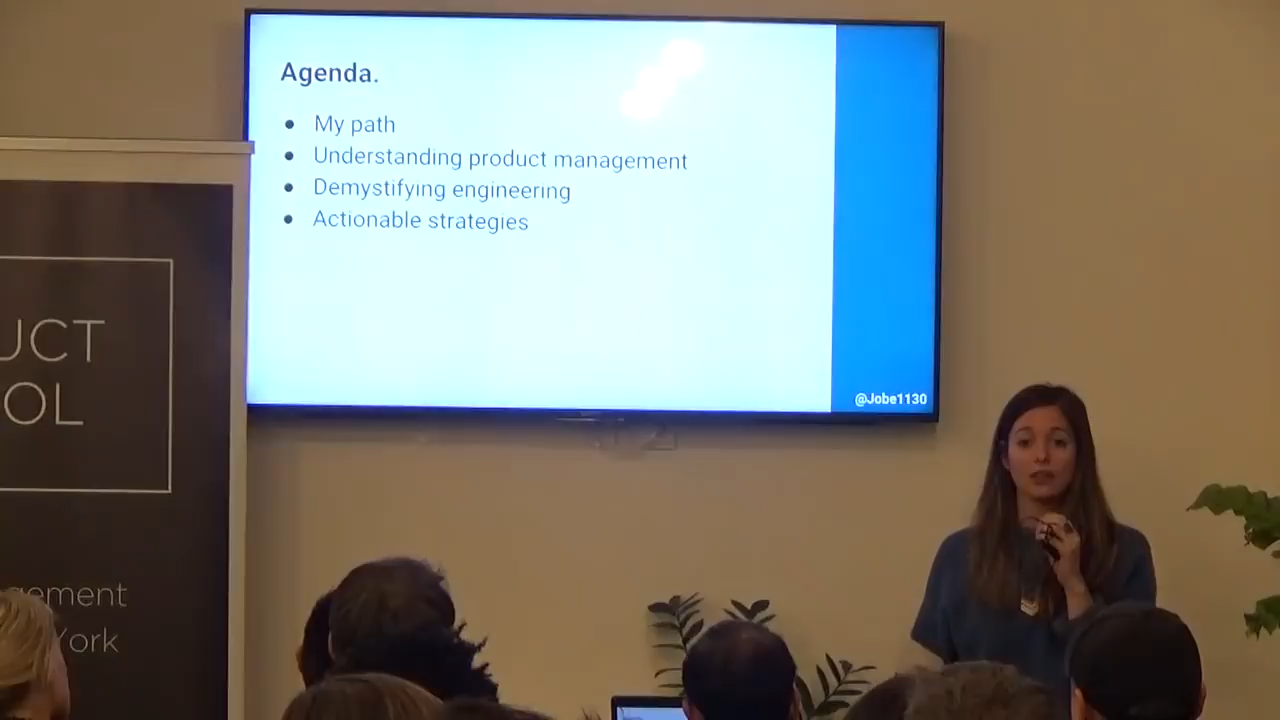 Agenda.
● My path
● Understanding product management
● Demystifying engineering
● Actionable strategies
@Jobe1130
UCT
OL
gement
York